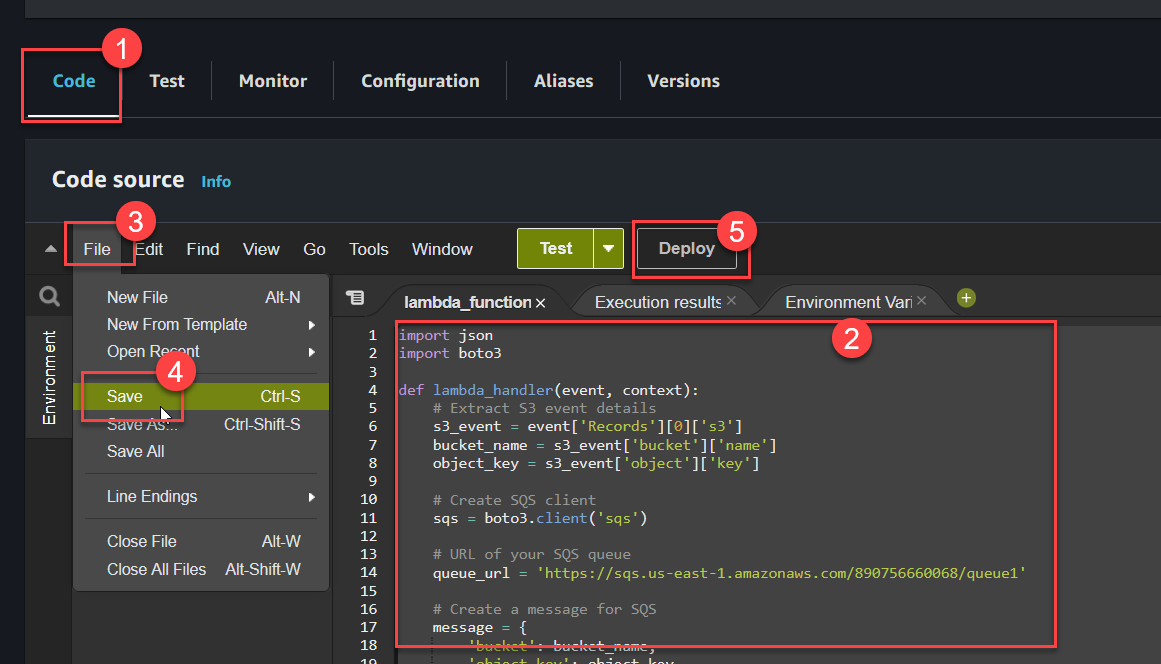 1
Code Test Monitor Configuration Aliases Versions
Code source Info
3
5
File Edit Find View Go Tools Window Test Deploy
New File Alt-N
New From Template
Open Recent
4
Save Ctrl-S
Save As... Ctrl-Shift-S
Save All
Line Endings
Close File Alt-W
Close All Files Alt-Shift-W
Environment
lambda_function × Execution results × Environment Vari ×
2
1 import json
2 import boto3
3
4 def lambda_handler(event, context):
5 # Extract S3 event details
6 s3_event = event['Records'][0]['s3']
7 bucket_name = s3_event['bucket']['name']
8 object_key = s3_event['object']['key']
9
10 # Create SQS client
11 sqs = boto3.client('sqs')
12
13 # URL of your SQS queue
14 queue_url = 'https://sqs.us-east-1.amazonaws.com/890756660068/queue1'
15
16 # Create a message for SQS
17 message = {
18 'bucket': bucket_name,
19 'object_key': object_key